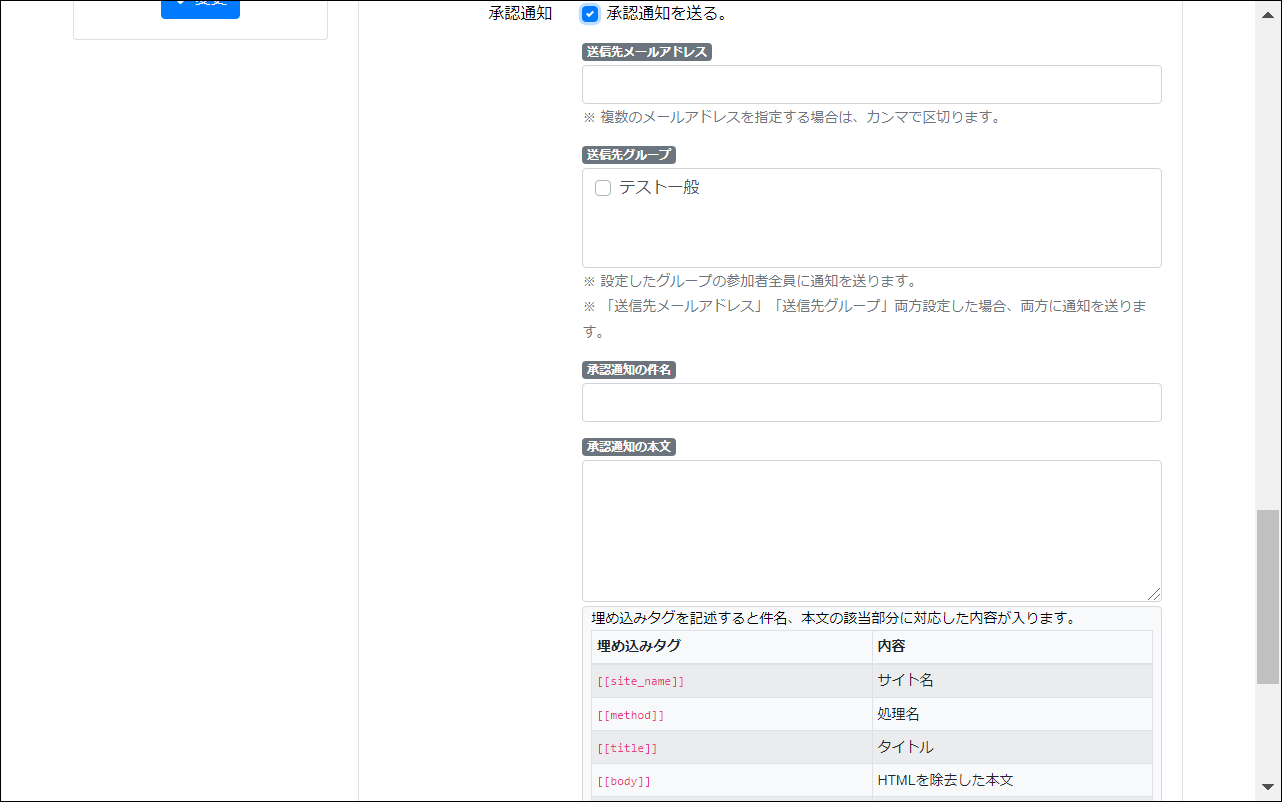 変更
承認通知
承認通知を送る。
送信先メールアドレス
※ 複数のメールアドレスを指定する場合は、カンマで区切ります。
送信先グループ
テスト一般
※ 設定したグループの参加者全員に通知を送ります。
※ 「送信先メールアドレス」「送信先グループ」両方設定した場合、両方に通知を送りま
す。
承認通知の件名
承認通知の本文
埋め込みタグを記述すると件名、本文の該当部分に対応した内容が入ります。
埋め込みタグ 内容
[[site_name]] サイト名
[[method]] 処理名
[[title]] タイトル
[[body]] HTMLを除去した本文